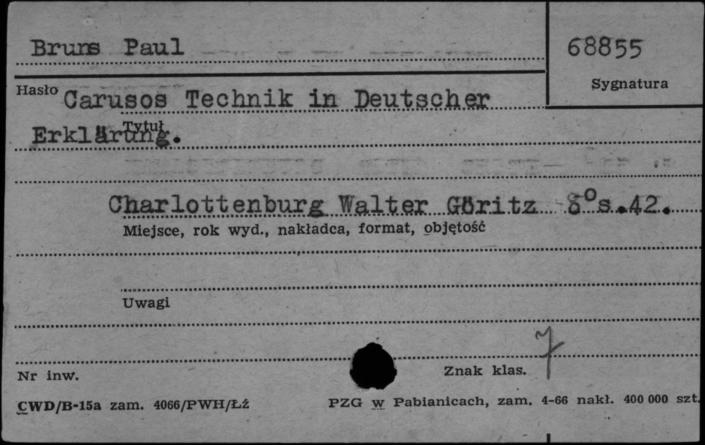 Bruns Paul
68855
Hasło
Sygnatura
Carusos Technik in Deutscher
Tytuł
Erklärung.
Charlottenburg Walter Göritz 8°s.42.
Miejsce, rok wyd., nakładca, format, objętość
Uwagi
7
Nr inw.
Znak klas.
CWD/B-15a zam. 4066/PWH/Łź
PZG w Pabianicach, zam. 4-66 nakł. 400 000 szt.